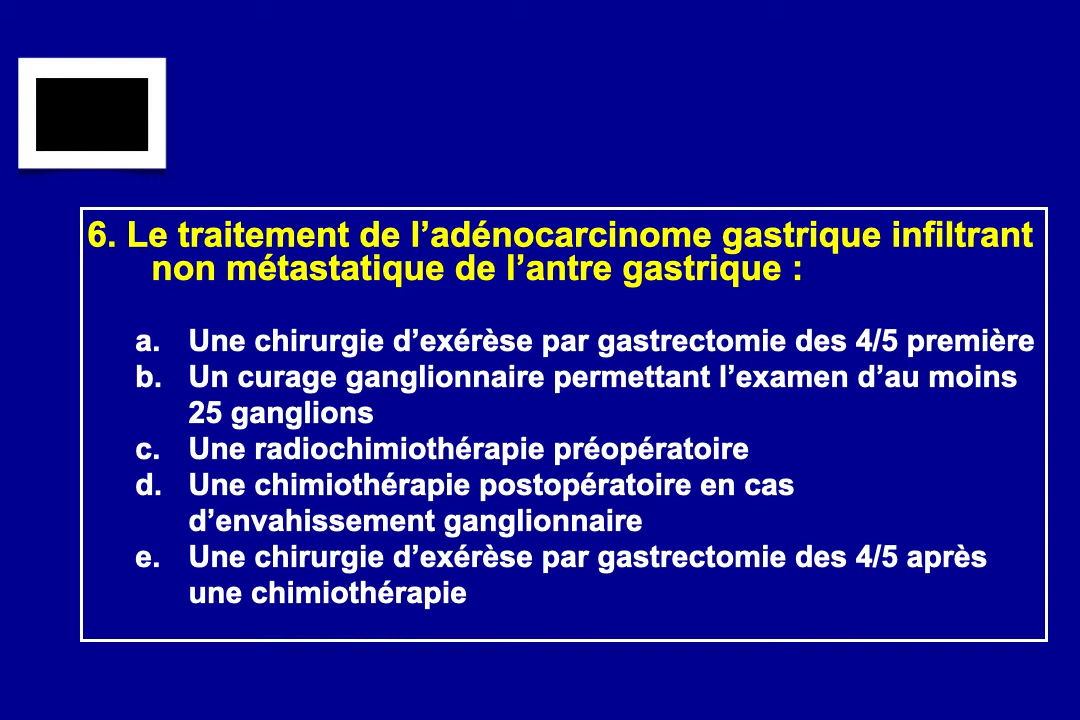 6. Le traitement de l’adénocarcinome gastrique infiltrant
non métastatique de l’antre gastrique :
a. Une chirurgie d’exérèse par gastrectomie des 4/5 première
b. Un curage ganglionnaire permettant l’examen d’au moins
25 ganglions
c. Une radiochimiothérapie préopératoire
d. Une chimiothérapie postopératoire en cas
d’envahissement ganglionnaire
e. Une chirurgie d’exérèse par gastrectomie des 4/5 après
une chimiothérapie